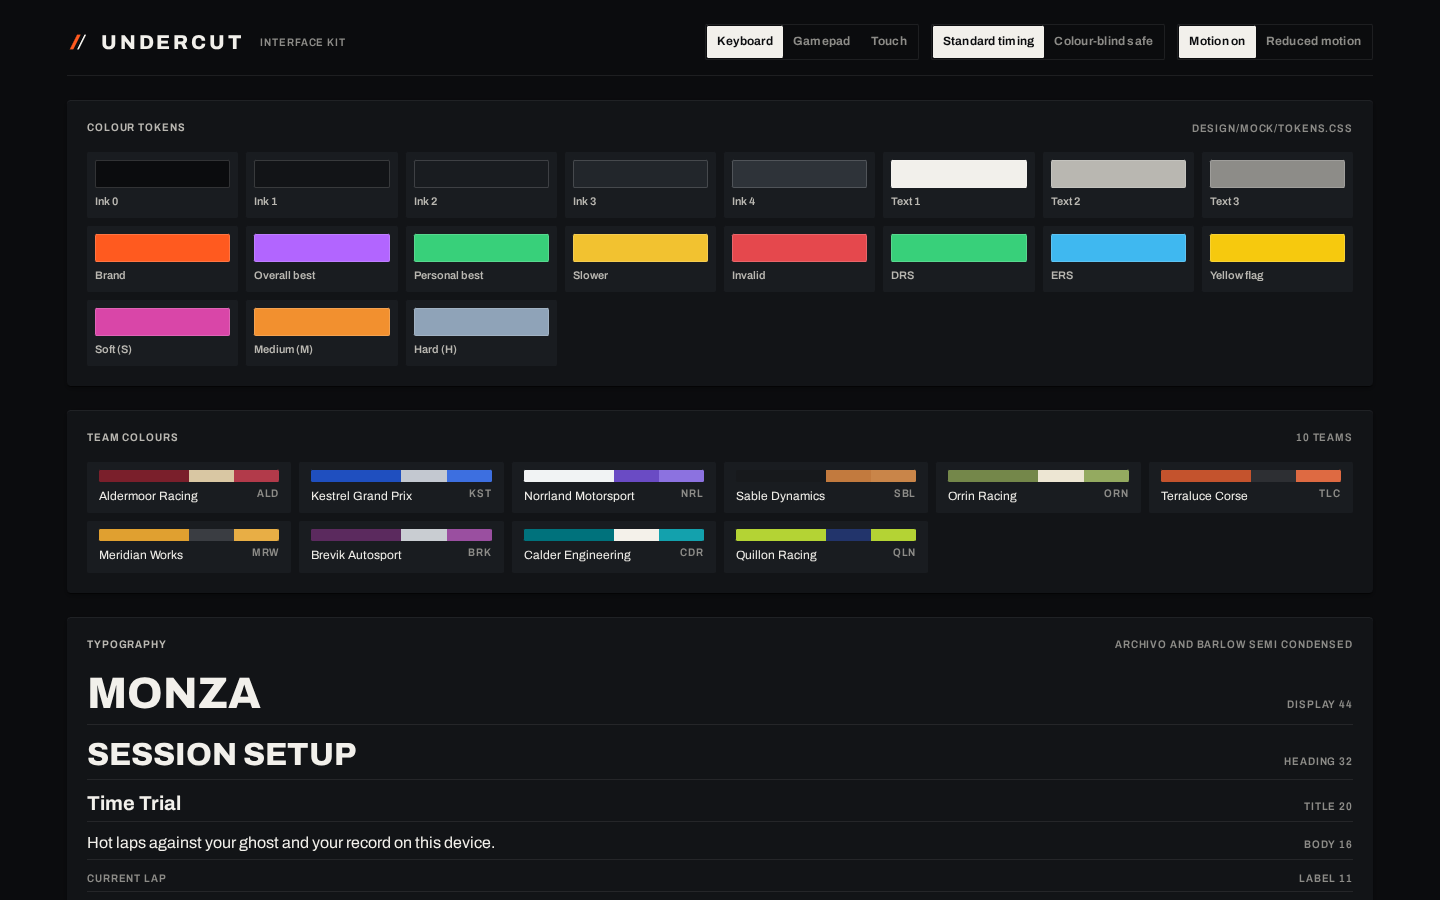 // UNDERCUT INTERFACE KIT Keyboard Gamepad Touch Standard timing Colour-blind safe Motion on Reduced motion
COLOUR TOKENS DESIGN/MOCK/TOKENS.CSS
Ink 0 Ink 1 Ink 2 Ink 3 Ink 4 Text 1 Text 2 Text 3
Brand Overall best Personal best Slower Invalid DRS ERS Yellow flag
Soft (S) Medium (M) Hard (H)
TEAM COLOURS 10 TEAMS
Aldermoor Racing ALD Kestrel Grand Prix KST Norrland Motorsport NRL Sable Dynamics SBL Orrin Racing ORN Terraluce Corse TLC
Meridian Works MRW Brevik Autosport BRK Calder Engineering CDR Quillon Racing QLN
TYPOGRAPHY ARCHIVO AND BARLOW SEMI CONDENSED
MONZA DISPLAY 44
SESSION SETUP HEADING 32
Time Trial TITLE 20
Hot laps against your ghost and your record on this device. BODY 16
CURRENT LAP LABEL 11